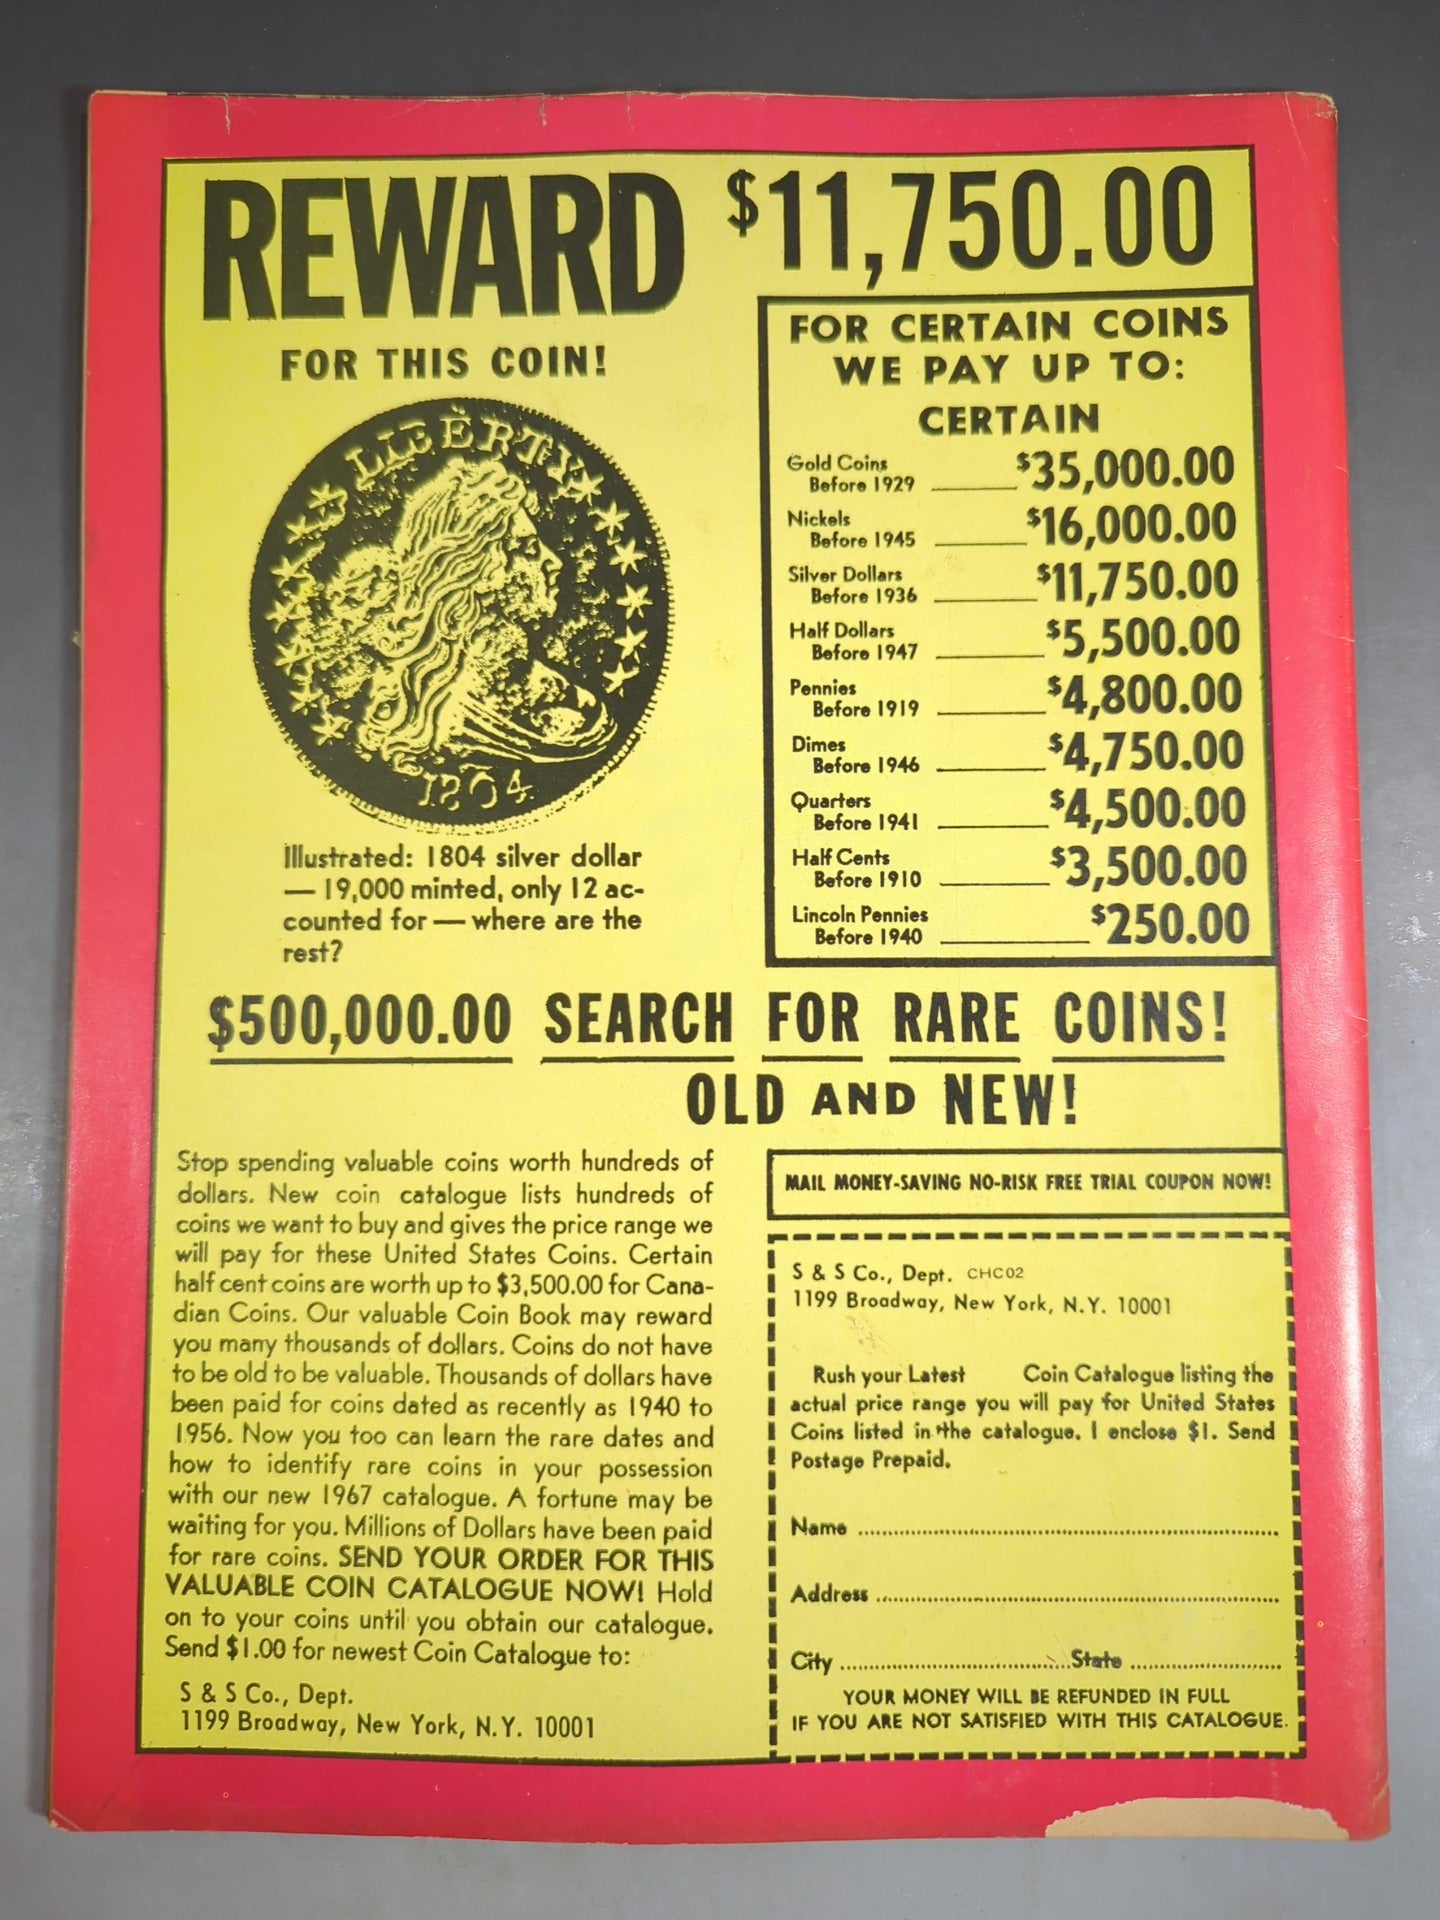 REWARD $11,750.00
FOR THIS COIN!
LIBERTY
1804
Illustrated: 1804 silver dollar
— 19,000 minted, only 12 ac-
counted for — where are the
rest?
FOR CERTAIN COINS
WE PAY UP TO:
CERTAIN
Gold Coins
Before 1929 $35,000.00
Nickels
Before 1945 $16,000.00
Silver Dollars
Before 1936 $11,750.00
Half Dollars
Before 1947 $5,500.00
Pennies
Before 1919 $4,800.00
Dimes
Before 1946 $4,750.00
Quarters
Before 1941 $4,500.00
Half Cents
Before 1910 $3,500.00
Lincoln Pennies
Before 1940 $250.00
$500,000.00 SEARCH FOR RARE COINS!
OLD AND NEW!
Stop spending valuable coins worth hundreds of
dollars. New coin catalogue lists hundreds of
coins we want to buy and gives the price range we
will pay for these United States Coins. Certain
half cent coins are worth up to $3,500.00 for Cana-
dian Coins. Our valuable Coin Book may reward
you many thousands of dollars. Coins do not have
to be old to be valuable. Thousands of dollars have
been paid for coins dated as recently as 1940 to
1956. Now you too can learn the rare dates and
how to identify rare coins in your possession
with our new 1967 catalogue. A fortune may be
waiting for you. Millions of Dollars have been paid
for rare coins. SEND YOUR ORDER FOR THIS
VALUABLE COIN CATALOGUE NOW! Hold
on to your coins until you obtain our catalogue.
Send $1.00 for newest Coin Catalogue to:
S & S Co., Dept.
1199 Broadway, New York, N.Y. 10001
MAIL MONEY-SAVING NO-RISK FREE TRIAL COUPON NOW!
S & S Co., Dept. CHC02
1199 Broadway, New York, N.Y. 10001
Rush your Latest Coin Catalogue listing the
actual price range you will pay for United States
Coins listed in the catalogue. I enclose $1. Send
Postage Prepaid.
Name
Address
City State
YOUR MONEY WILL BE REFUNDED IN FULL
IF YOU ARE NOT SATISFIED WITH THIS CATALOGUE.